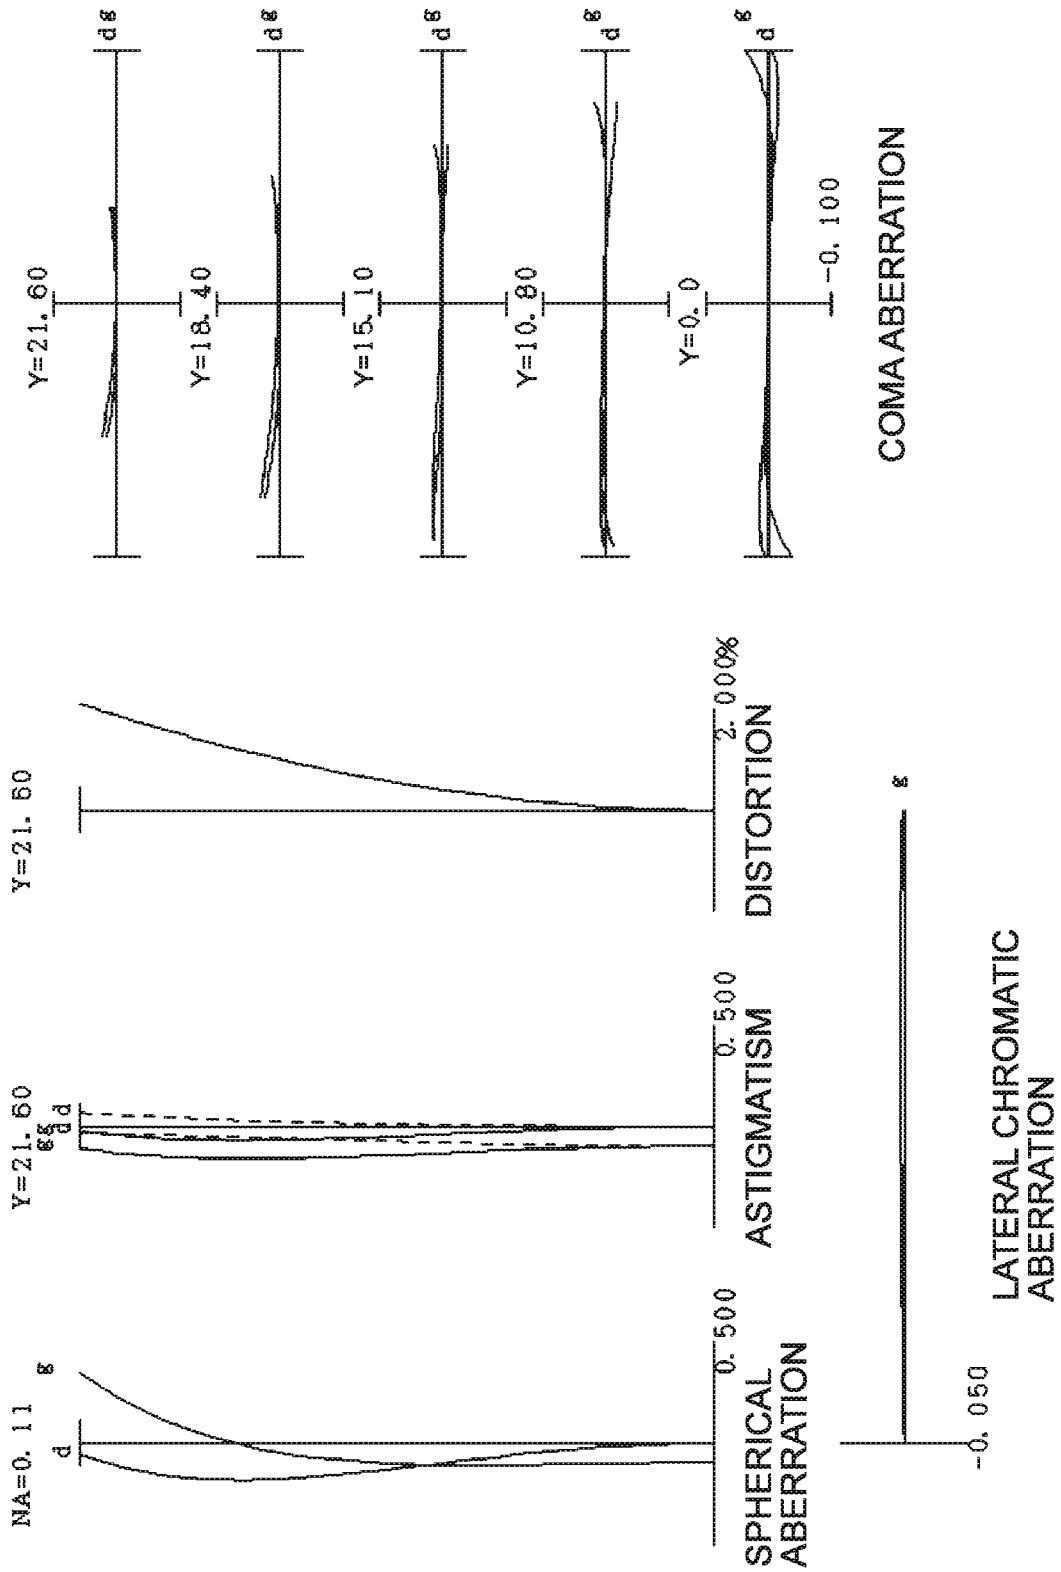 NA=0. 11
d
g
0. 500
SPHERICAL
ABERRATION
Y=21. 60
g
g
d
d
0. 500
ASTIGMATISM
Y=21. 60
2. 000%
DISTORTION
Y=21. 60
d
g
Y=18. 40
d
g
Y=15. 10
d
g
Y=10. 80
d
g
Y=0. 0
d
g
-0. 100
COMA ABERRATION
g
-0. 050
LATERAL CHROMATIC
ABERRATION